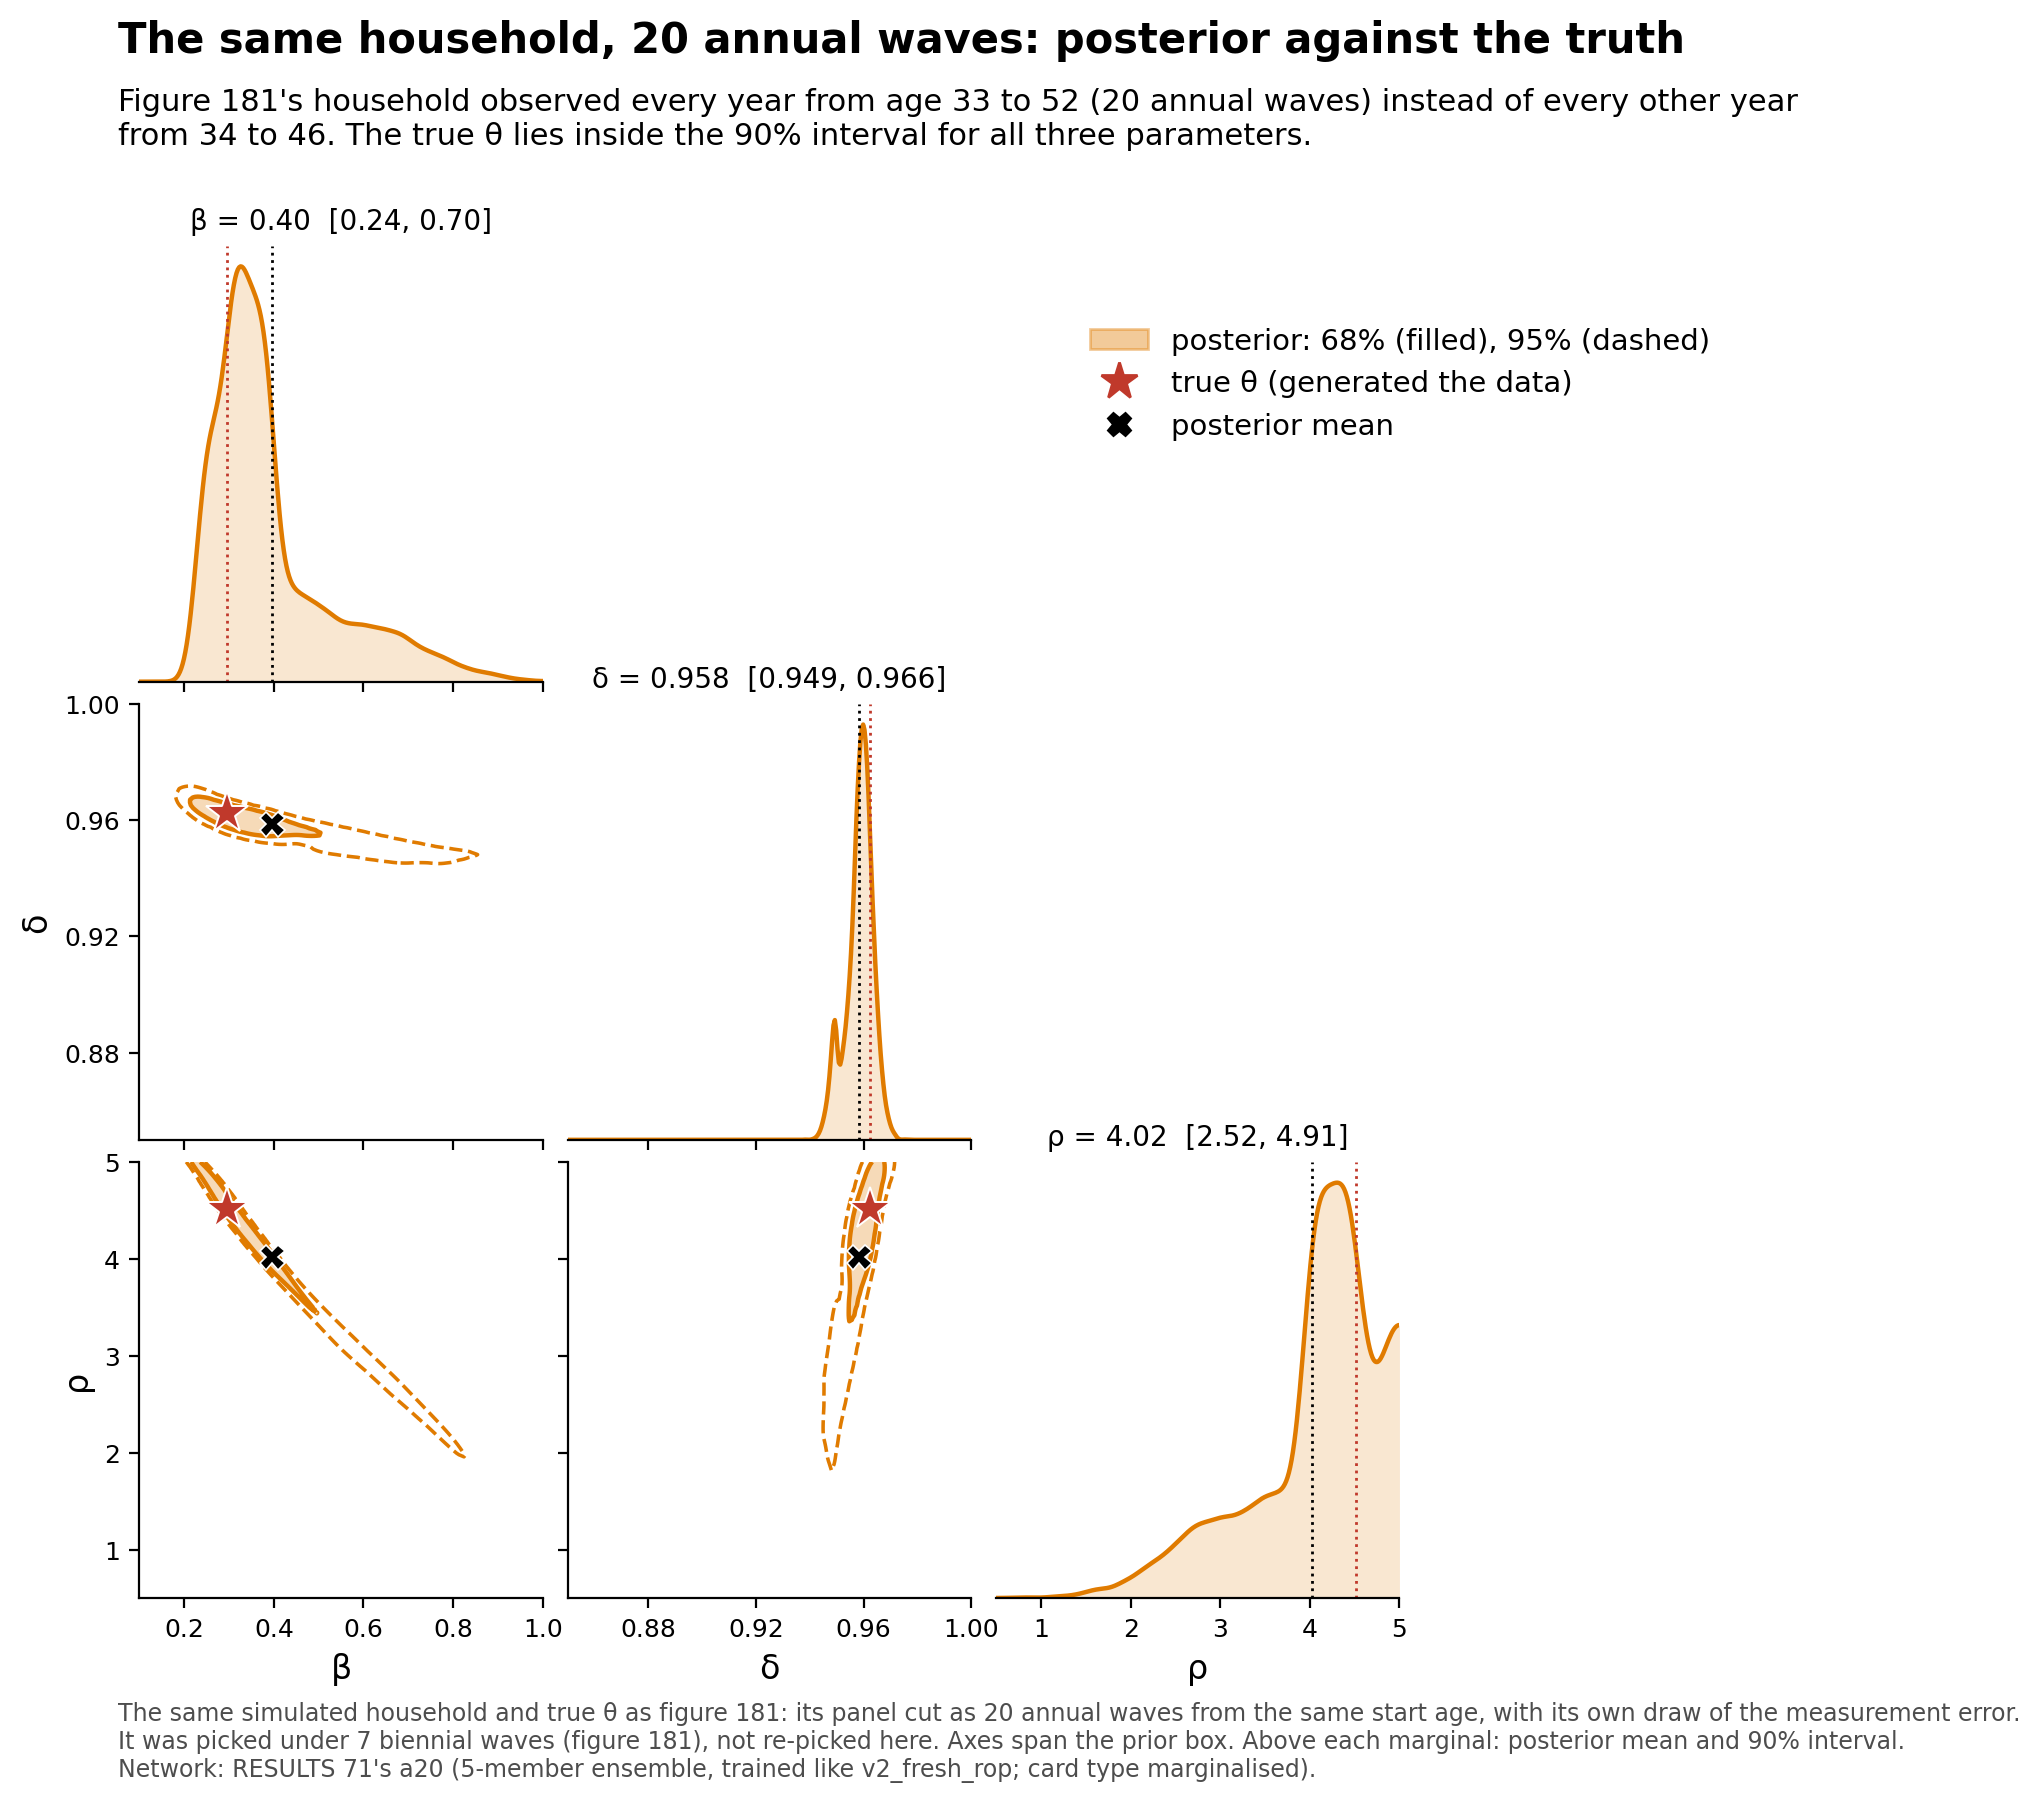 The same household, 20 annual waves: posterior against the truth
Figure 181's household observed every year from age 33 to 52 (20 annual waves) instead of every other year
from 34 to 46. The true θ lies inside the 90% interval for all three parameters.
β = 0.40  [0.24, 0.70]
posterior: 68% (filled), 95% (dashed)
true θ (generated the data)
posterior mean
δ = 0.958  [0.949, 0.966]
1.00
0.96
0.92
0.88
δ
ρ = 4.02  [2.52, 4.91]
5
4
3
2
1
ρ
0.2 0.4 0.6 0.8 1.0
0.88 0.92 0.96 1.00
1 2 3 4 5
β
δ
ρ
The same simulated household and true θ as figure 181: its panel cut as 20 annual waves from the same start age, with its own draw of the measurement error.
It was picked under 7 biennial waves (figure 181), not re-picked here. Axes span the prior box. Above each marginal: posterior mean and 90% interval.
Network: RESULTS 71's a20 (5-member ensemble, trained like v2_fresh_rop; card type marginalised).